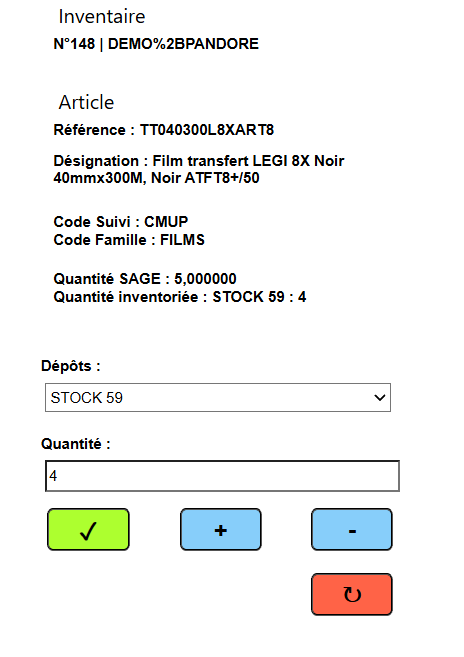 Inventaire
N°148 | DEMO%2BPANDORE
Article
Référence : TT040300L8XART8
Désignation : Film transfert LEGI 8X Noir
40mmx300M, Noir ATFT8+/50
Code Suivi : CMUP
Code Famille : FILMS
Quantité SAGE : 5,000000
Quantité inventoriée : STOCK 59 : 4
Dépôts :
STOCK 59
Quantité :
4
✓ + -
↻